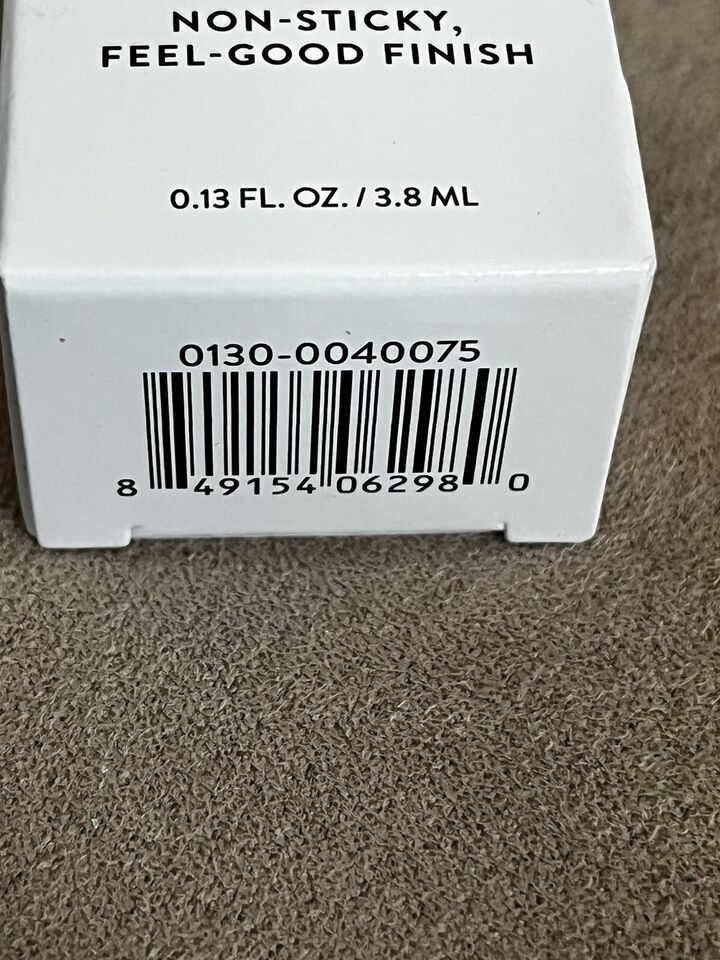 NON-STICKY,
FEEL-GOOD FINISH
0.13 FL. OZ. / 3.8 ML
0130-0040075
8 49154 06298 0